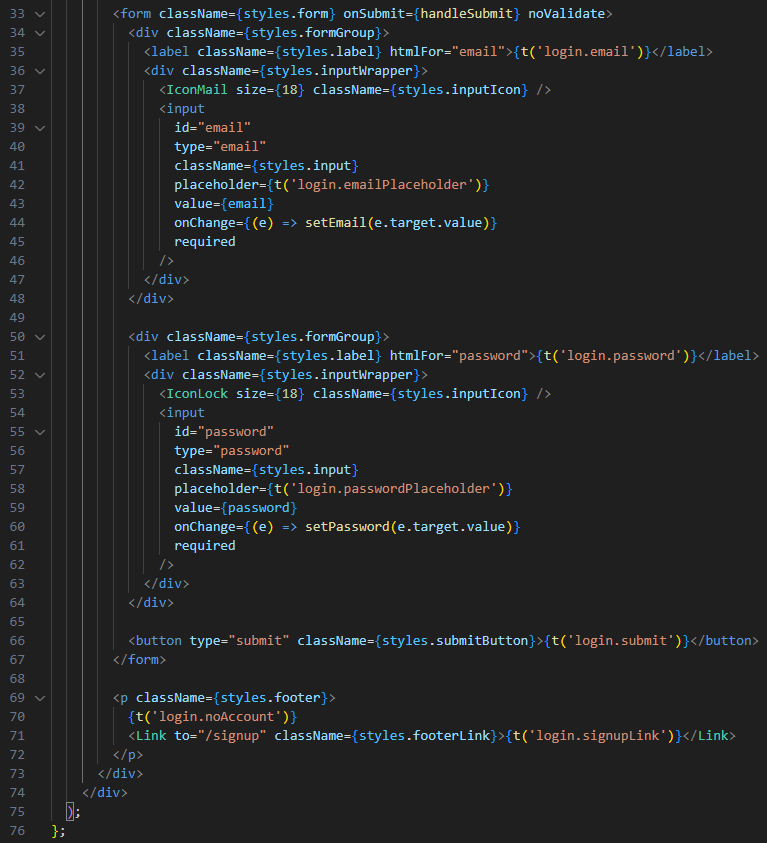 33 <form className={styles.form} onSubmit={handleSubmit} noValidate>
34 <div className={styles.formGroup}>
35 <label className={styles.label} htmlFor="email">{t('login.email')}</label>
36 <div className={styles.inputWrapper}>
37 <IconMail size={18} className={styles.inputIcon} />
38 <input
39 id="email"
40 type="email"
41 className={styles.input}
42 placeholder={t('login.emailPlaceholder')}
43 value={email}
44 onChange={(e) => setEmail(e.target.value)}
45 required
46 />
47 </div>
48 </div>
49
50 <div className={styles.formGroup}>
51 <label className={styles.label} htmlFor="password">{t('login.password')}</label>
52 <div className={styles.inputWrapper}>
53 <IconLock size={18} className={styles.inputIcon} />
54 <input
55 id="password"
56 type="password"
57 className={styles.input}
58 placeholder={t('login.passwordPlaceholder')}
59 value={password}
60 onChange={(e) => setPassword(e.target.value)}
61 required
62 />
63 </div>
64 </div>
65
66 <button type="submit" className={styles.submitButton}>{t('login.submit')}</button>
67 </form>
68
69 <p className={styles.footer}>
70 {t('login.noAccount')}
71 <Link to="/signup" className={styles.footerLink}>{t('login.signupLink')}</Link>
72 </p>
73 </div>
74 </div>
75 );
76 };